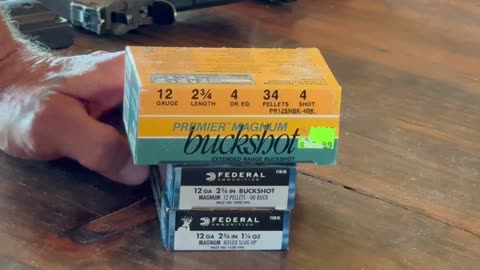 12 2¾ 4 34 4
GAUGE LENGTH DR. EQ. PELLETS SHOT
PREMIER MAGNUM
buckshot
EXTENDED RANGE BUCKSHOT
FEDERAL
AMMUNITION
12 GA 2¾ IN BUCKSHOT
MAGNUM 12 PELLETS · 00 BUCK
FEDERAL
AMMUNITION
12 GA 2¾ IN 1¼ OZ
MAGNUM RIFLED SLUG HP